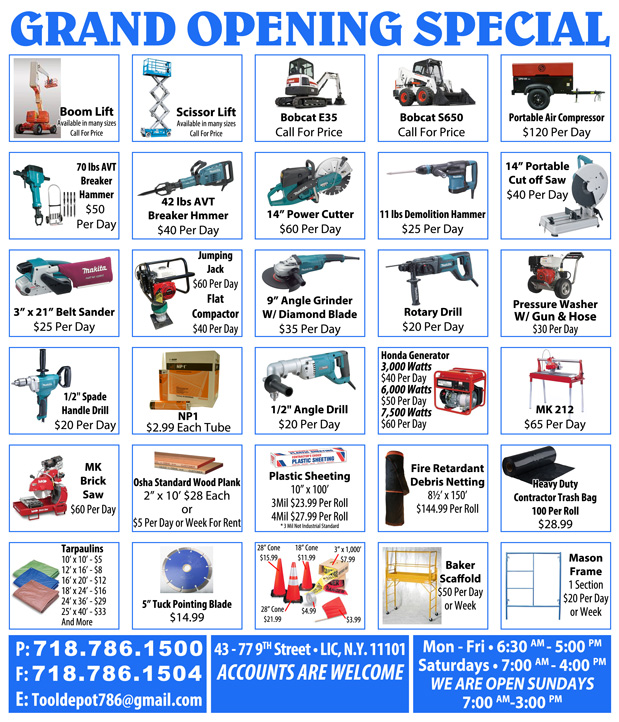 GRAND OPENING SPECIAL
Boom Lift
Available in many sizes
Call For Price
Scissor Lift
Available in many sizes
Call For Price
Bobcat E35
Call For Price
Bobcat S650
Call For Price
Portable Air Compressor
$120 Per Day
70 lbs AVT
Breaker
Hammer
$50
Per Day
42 lbs AVT
Breaker Hmmer
$40 Per Day
14” Power Cutter
$60 Per Day
11 lbs Demolition Hammer
$25 Per Day
14” Portable
Cut off Saw
$40 Per Day
Makita
3” x 21” Belt Sander
$25 Per Day
Jumping
Jack
$60 Per Day
Flat
Compactor
$40 Per Day
9” Angle Grinder
W/ Diamond Blade
$35 Per Day
Rotary Drill
$20 Per Day
Pressure Washer
W/ Gun & Hose
$30 Per Day
1/2" Spade
Handle Drill
$20 Per Day
NP1
NP1
$2.99 Each Tube
1/2" Angle Drill
$20 Per Day
Honda Generator
3,000 Watts
$40 Per Day
6,000 Watts
$50 Per Day
7,500 Watts
$60 Per Day
MK 212
$65 Per Day
MK
Brick
Saw
$60 Per Day
Osha Standard Wood Plank
2” x 10’ $28 Each
or
$5 Per Day or Week For Rent
PLASTIC SHEETING
Plastic Sheeting
10” x 100’
3Mil $23.99 Per Roll
4Mil $27.99 Per Roll
* 3 Mil Not Industrial Standard
Fire Retardant
Debris Netting
8½’ x 150’
$144.99 Per Roll
Heavy Duty
Contractor Trash Bag
100 Per Roll
$28.99
Tarpaulins
10’ x 10’ - $5
12’ x 16’ - $8
16’ x 20’ - $12
18’ x 24’ - $16
24’ x 36’ - $29
25’ x 40’ - $33
And More
5” Tuck Pointing Blade
$14.99
28” Cone
$15.99
18” Cone
$11.99
3” x 1,000’
$7.99
28” Cone
$21.99
$4.99
$3.99
Baker
Scaffold
$50 Per Day
or Week
Mason
Frame
1 Section
$20 Per Day
or Week
P: 718.786.1500
F: 718.786.1504
E: Tooldepot786@gmail.com
43 - 77 9TH Street • LIC, N.Y. 11101
ACCOUNTS ARE WELCOME
Mon - Fri • 6:30 AM - 5:00 PM
Saturdays • 7:00 AM - 4:00 PM
WE ARE OPEN SUNDAYS
7:00 AM-3:00 PM